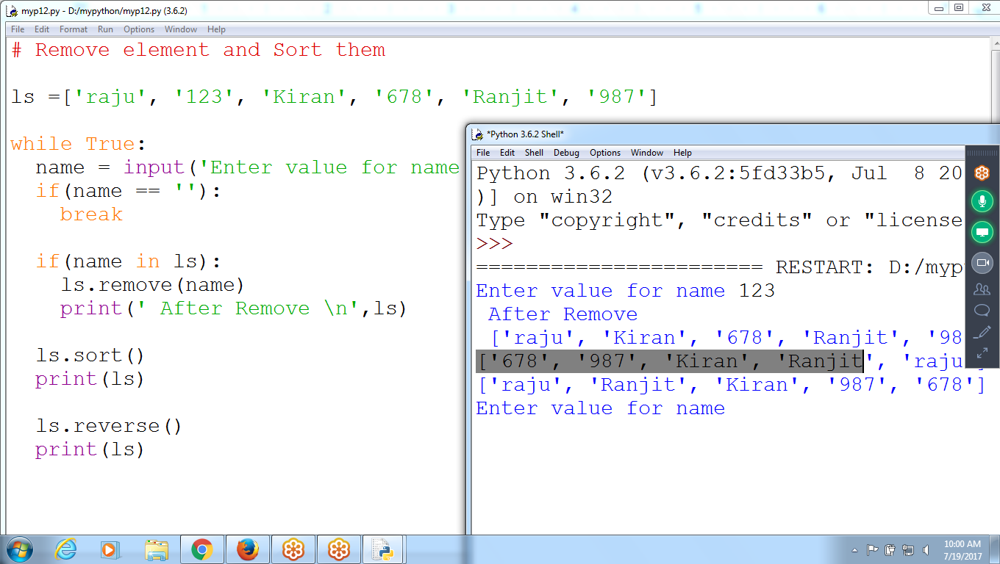 myp12.py - D:/mypython/myp12.py (3.6.2)
File Edit Format Run Options Window Help
# Remove element and Sort them
ls =['raju', '123', 'Kiran', '678', 'Ranjit', '987']
while True:
name = input('Enter value for name
if(name == ''):
break
if(name in ls):
ls.remove(name)
print(' After Remove \n',ls)
ls.sort()
print(ls)
ls.reverse()
print(ls)
*Python 3.6.2 Shell*
File Edit Shell Debug Options Window Help
Python 3.6.2 (v3.6.2:5fd33b5, Jul 8 20
)] on win32
Type "copyright", "credits" or "license
>>>
======================= RESTART: D:/myp
Enter value for name 123
After Remove
['raju', 'Kiran', '678', 'Ranjit', '98
['678', '987', 'Kiran', 'Ranjit', 'raju
['raju', 'Ranjit', 'Kiran', '987', '678']
Enter value for name
10:00 AM
7/19/2017